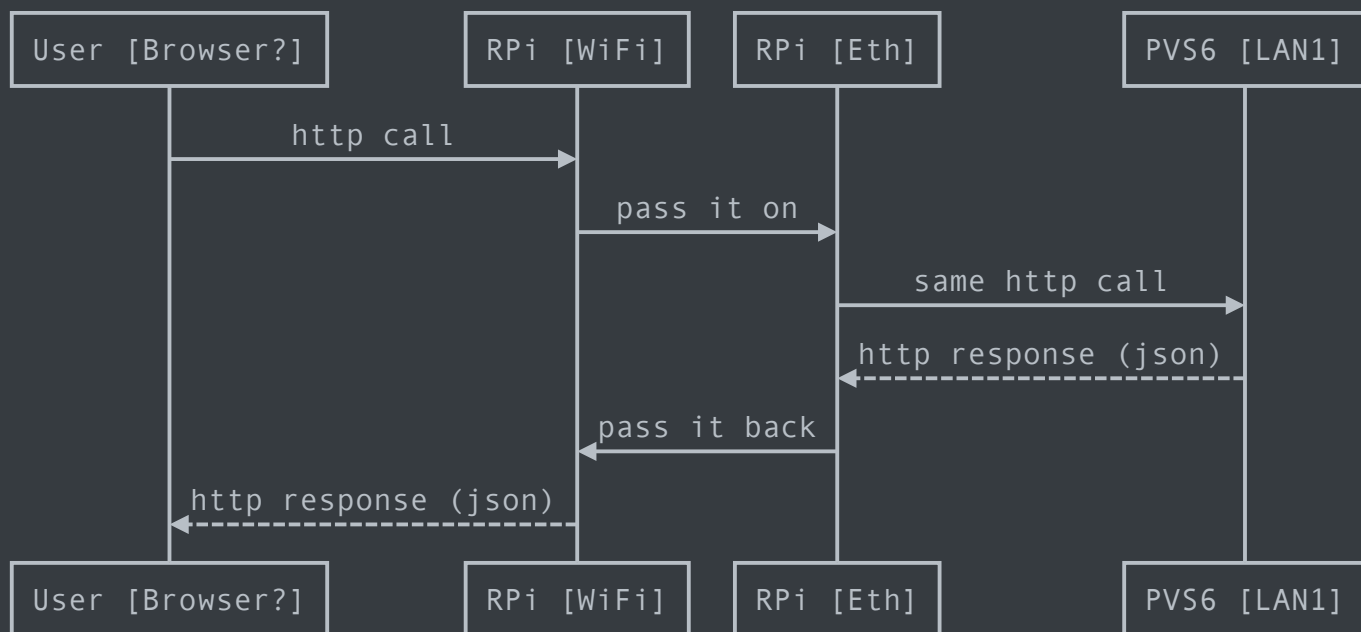 User [Browser?] RPi [WiFi] RPi [Eth] PVS6 [LAN1]
http call
pass it on
same http call
http response (json)
pass it back
http response (json)
User [Browser?] RPi [WiFi] RPi [Eth] PVS6 [LAN1]